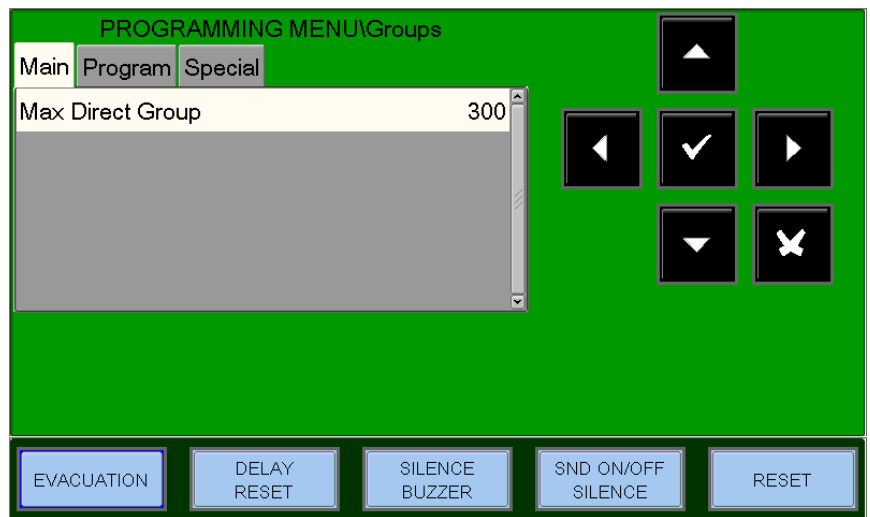 PROGRAMMING MENU\Groups
Main Program Special
Max Direct Group 300
EVACUATION
DELAY
RESET
SILENCE
BUZZER
SND ON/OFF
SILENCE
RESET